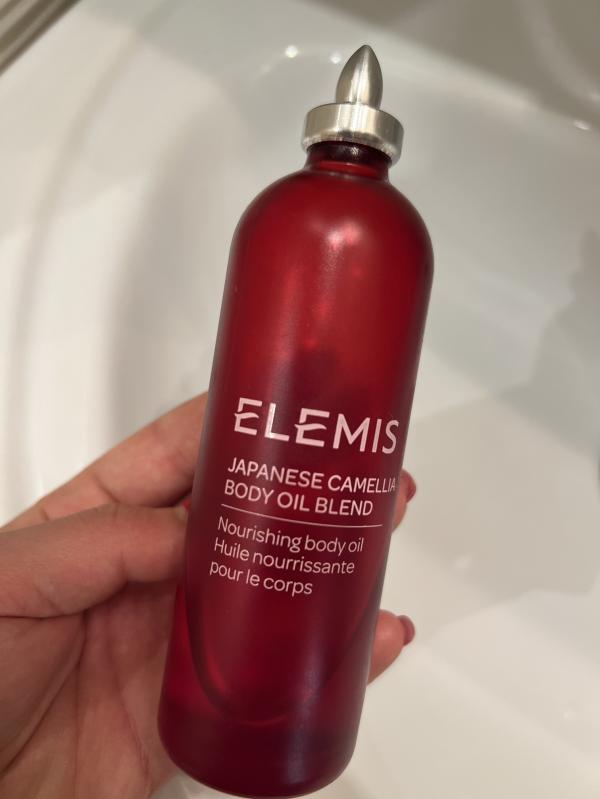 ELEMIS
JAPANESE CAMELLIA
BODY OIL BLEND
Nourishing body oil
Huile nourrissante
pour le corps